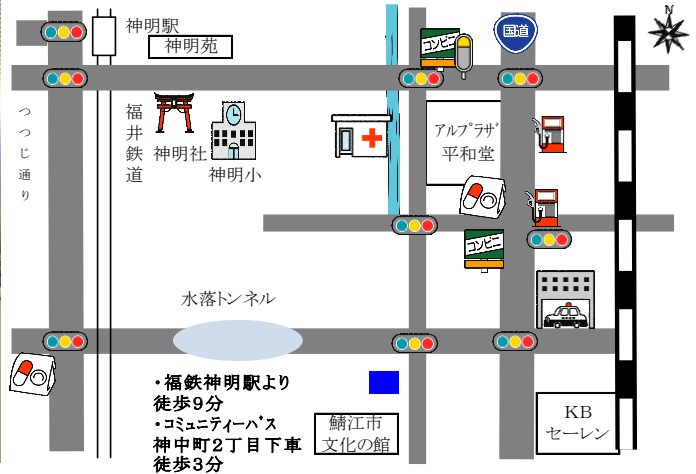 N
神明駅
神明苑
国道
コンビニ
つつじ通り
福井鉄道
神明社
神明小
アルプラザ
平和堂
コンビニ
水落トンネル
・福鉄神明駅より
徒歩9分
・コミュニティーバス
神中町2丁目下車
徒歩3分
鯖江市
文化の館
KB
セーレン